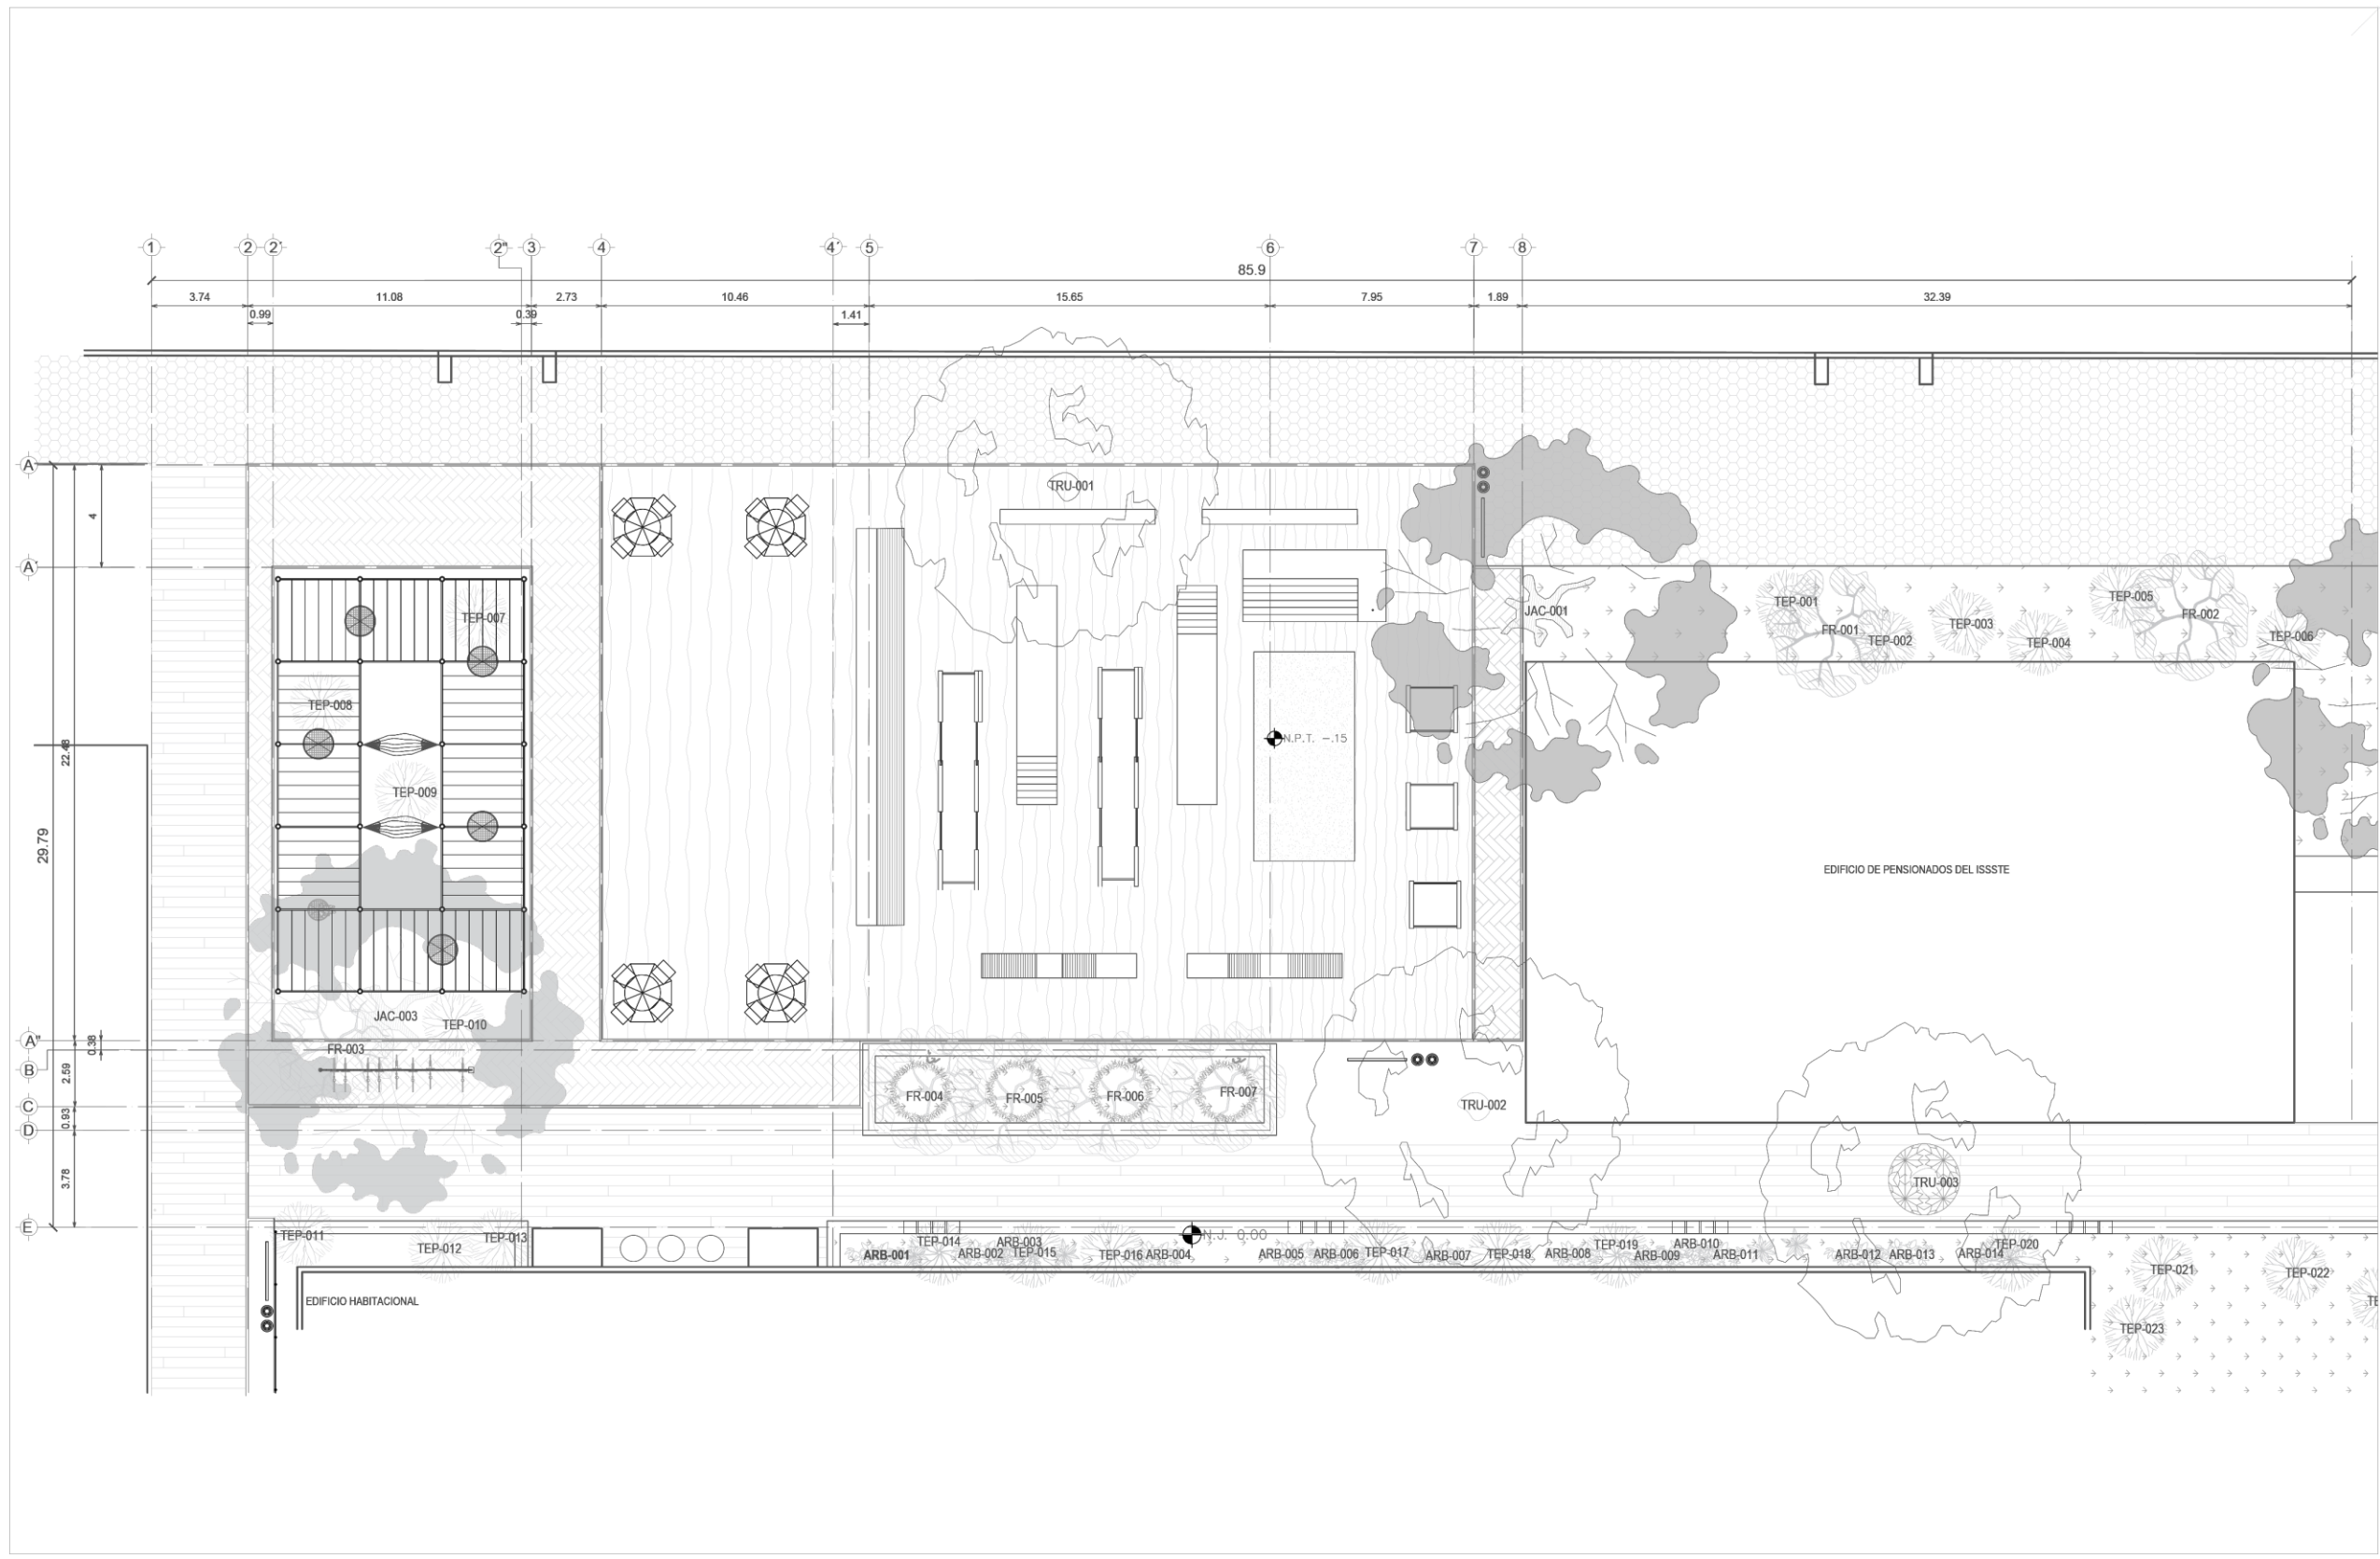 1 2 2' 2" 3 4 4' 5 6 7 8
85.9
3.74 11.08 2.73 10.46 15.65 7.95 1.89 32.39
0.99 0.39 1.41
A
TRU-001
4
A'
TEP-007
JAC-001
TEP-001
TEP-005
FR-002
TEP-003
FR-001
TEP-002
TEP-004
TEP-006
TEP-008
22.48
N.P.T. -.15
TEP-009
29.79
EDIFICIO DE PENSIONADOS DEL ISSSTE
JAC-003
TEP-010
A"
0.38
FR-003
B
2.59
FR-004
FR-005
FR-006
FR-007
TRU-002
C
0.93
D
3.78
TRU-003
E
TEP-011
TEP-012
TEP-013
N.J. 0.00
TEP-014
ARB-003
ARB-001
ARB-002
TEP-015
TEP-016
ARB-004
ARB-005
ARB-006
TEP-017
ARB-007
TEP-018
ARB-008
TEP-019
ARB-009
ARB-010
ARB-011
ARB-012
ARB-013
ARB-014
TEP-020
TEP-021
TEP-022
EDIFICIO HABITACIONAL
TE
TEP-023